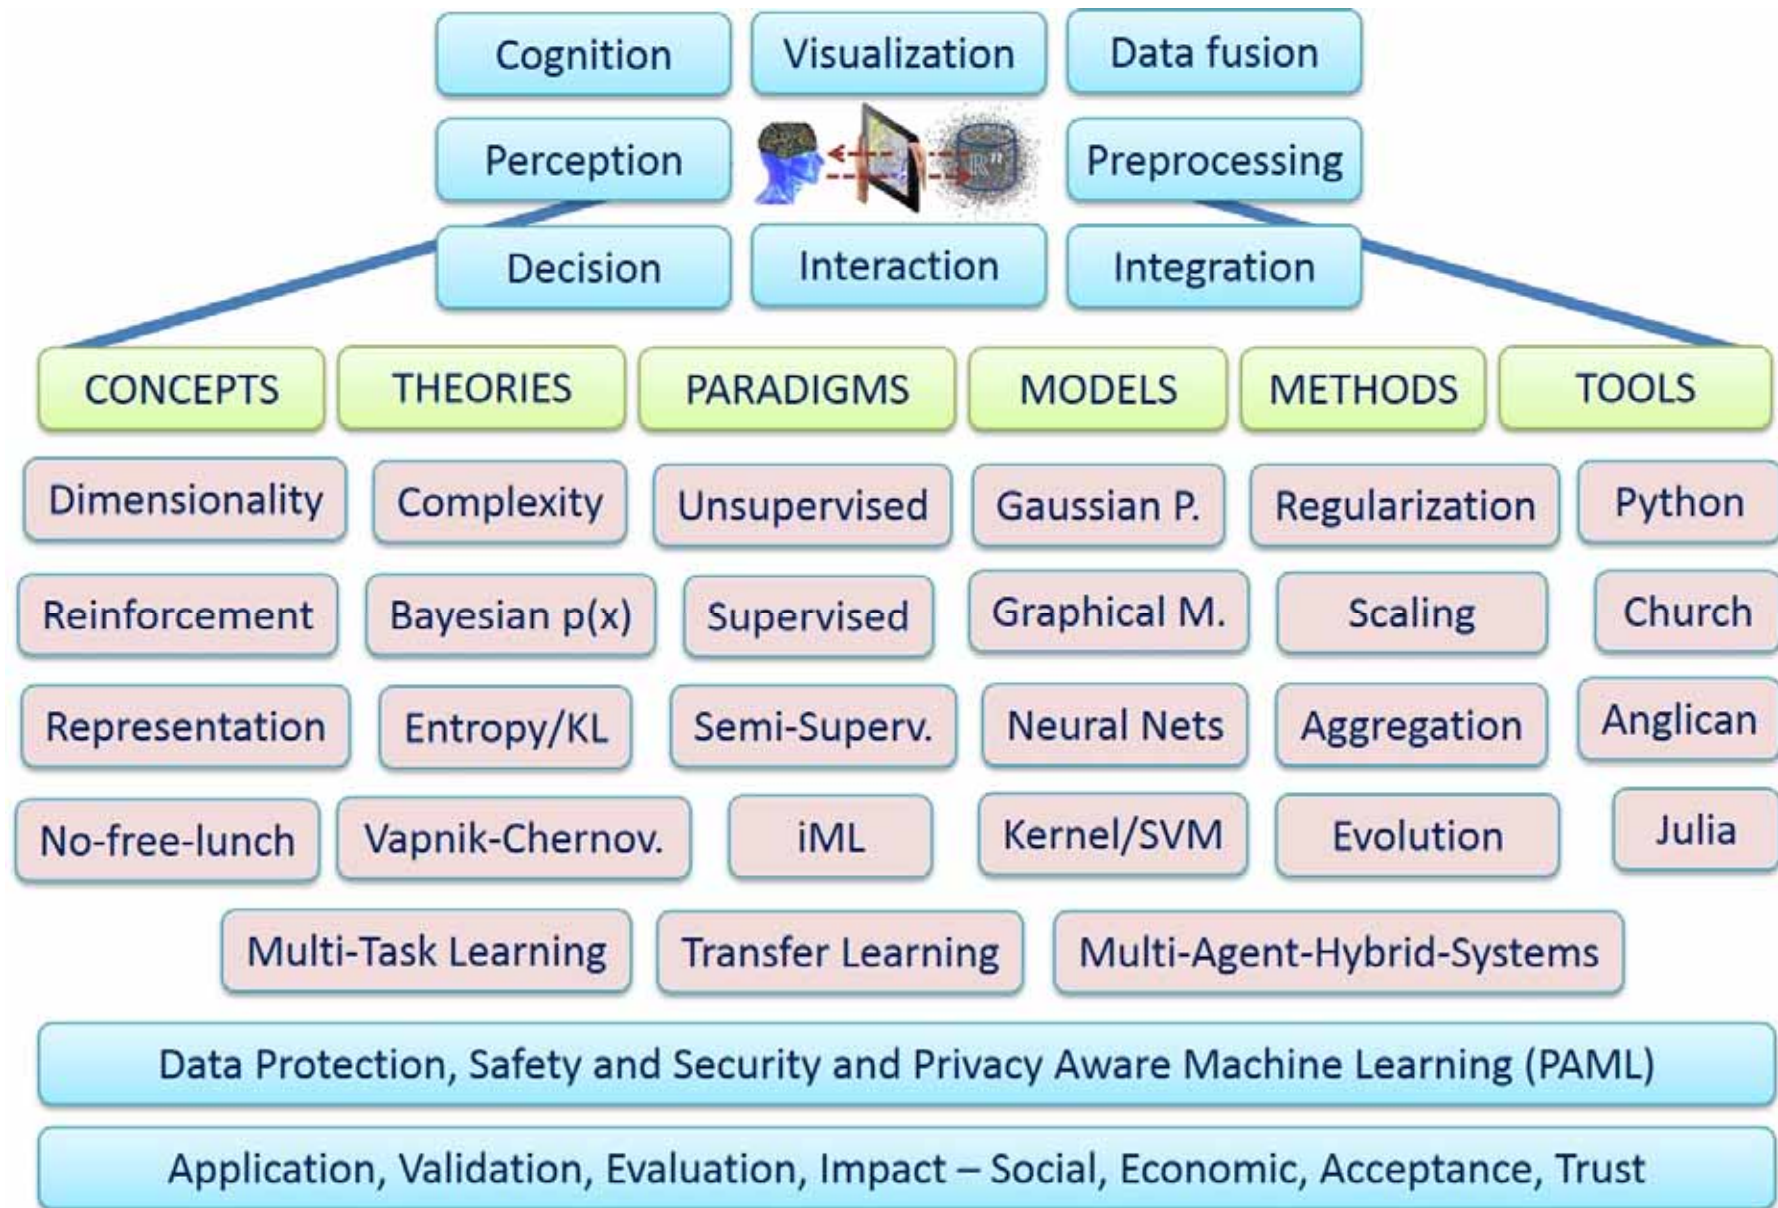 Cognition
Visualization
Data fusion
Perception
ℝⁿ
Preprocessing
Decision
Interaction
Integration
CONCEPTS
THEORIES
PARADIGMS
MODELS
METHODS
TOOLS
Dimensionality
Complexity
Unsupervised
Gaussian P.
Regularization
Python
Reinforcement
Bayesian p(x)
Supervised
Graphical M.
Scaling
Church
Representation
Entropy/KL
Semi-Superv.
Neural Nets
Aggregation
Anglican
No-free-lunch
Vapnik-Chernov.
iML
Kernel/SVM
Evolution
Julia
Multi-Task Learning
Transfer Learning
Multi-Agent-Hybrid-Systems
Data Protection, Safety and Security and Privacy Aware Machine Learning (PAML)
Application, Validation, Evaluation, Impact – Social, Economic, Acceptance, Trust